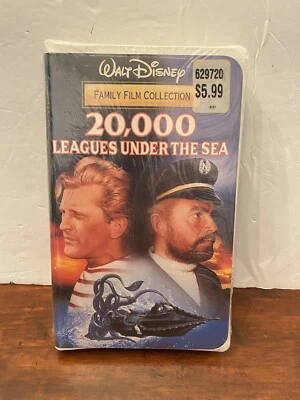 WALT DISNEY
629720
FAMILY FILM COLLECTION
$5.99
20,000
LEAGUES UNDER THE SEA